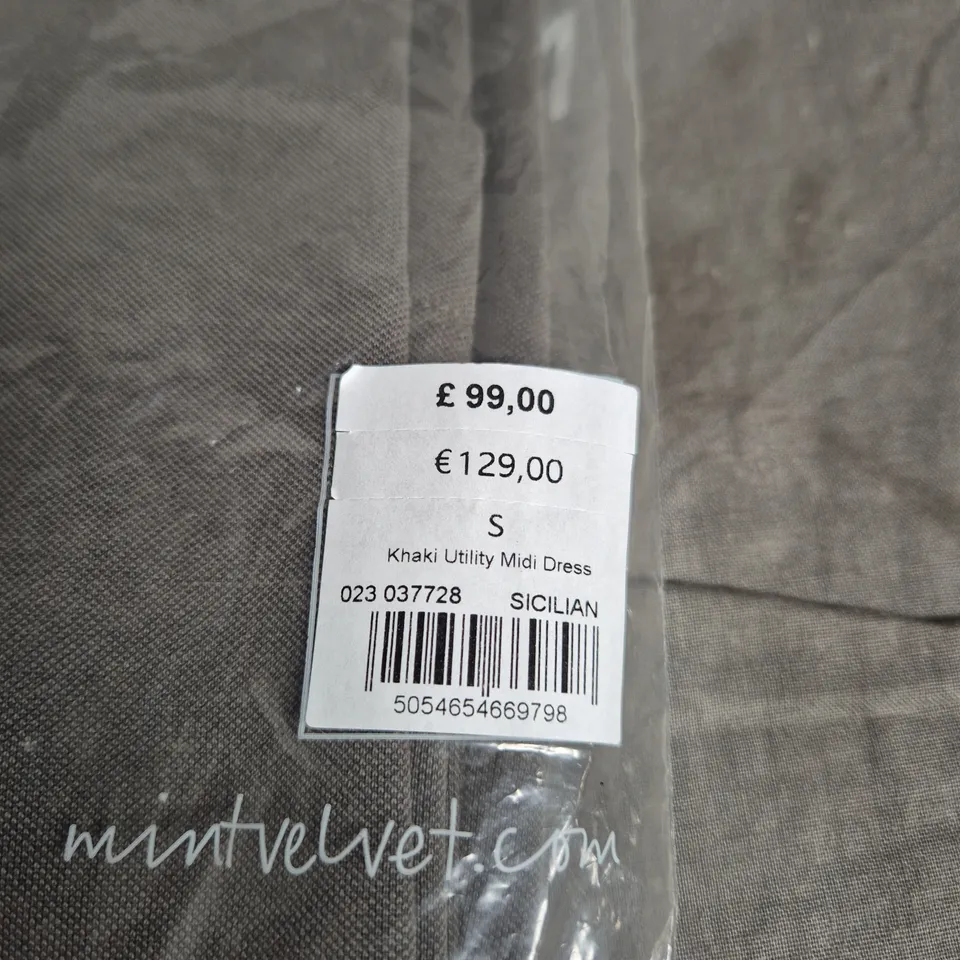 £ 99,00
€129,00
S
Khaki Utility Midi Dress
023 037728 SICILIAN
5054654669798
mintvelvet.com